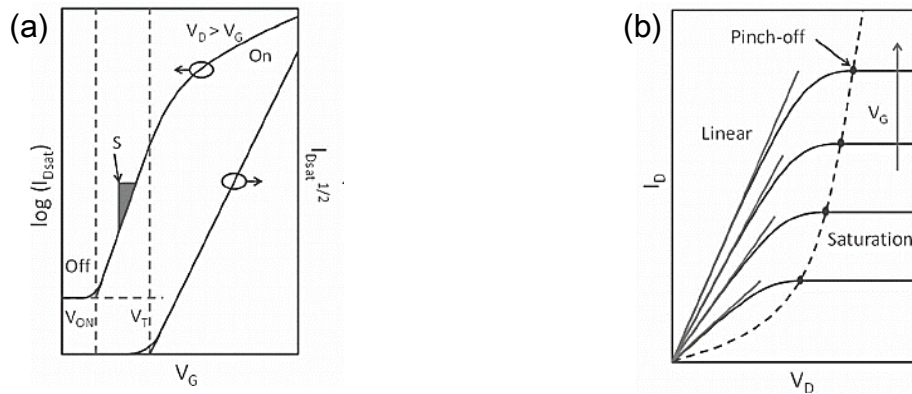 (a)
V_D > V_G
On
S
Off
V_ON
V_T
log (I_Dsat)
I_Dsat^1/2
V_G
(b)
Pinch-off
V_G
Linear
Saturation
I_D
V_D